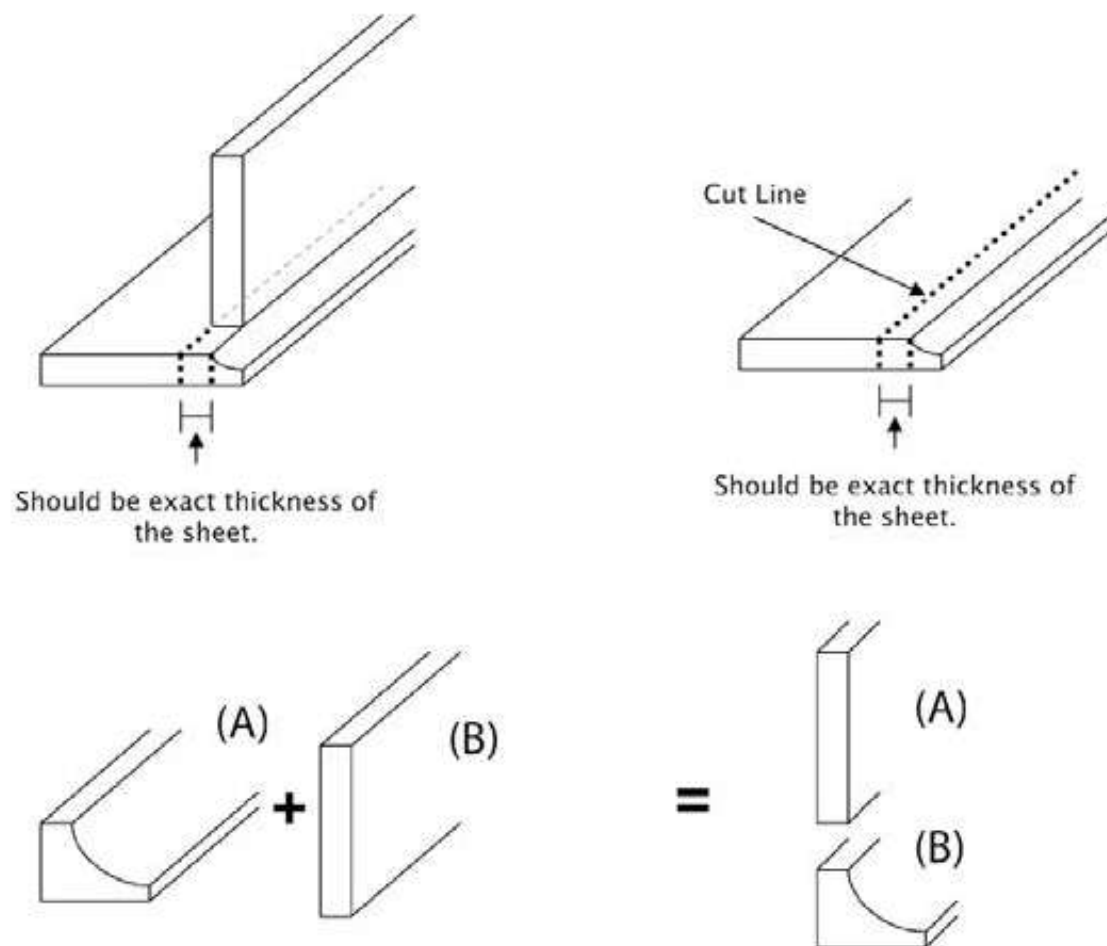 Cut Line
Should be exact thickness of
the sheet.
Should be exact thickness of
the sheet.
(A)
+
(B)
=
(A)
(B)